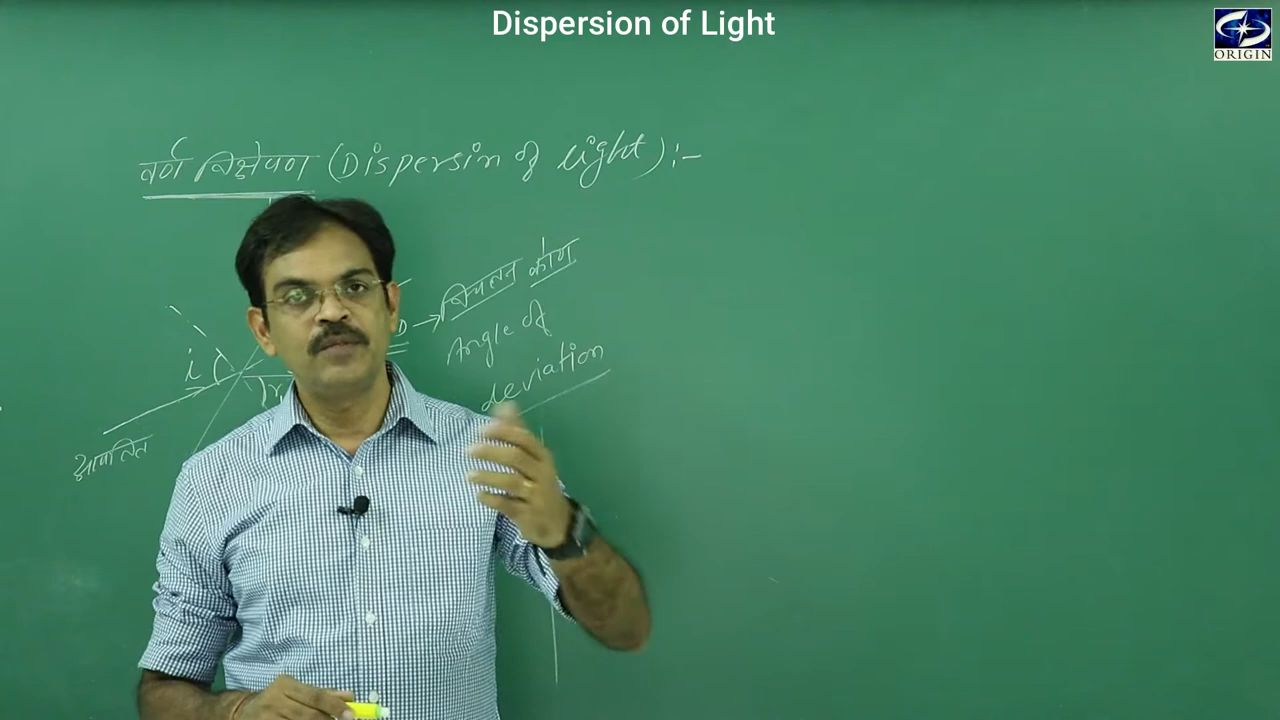 Dispersion of Light
ORIGIN
वर्ण विक्षेपण (Dispersin of light) :-
विचलन कोण
D →
Angle of
deviation
i
r
आपतित